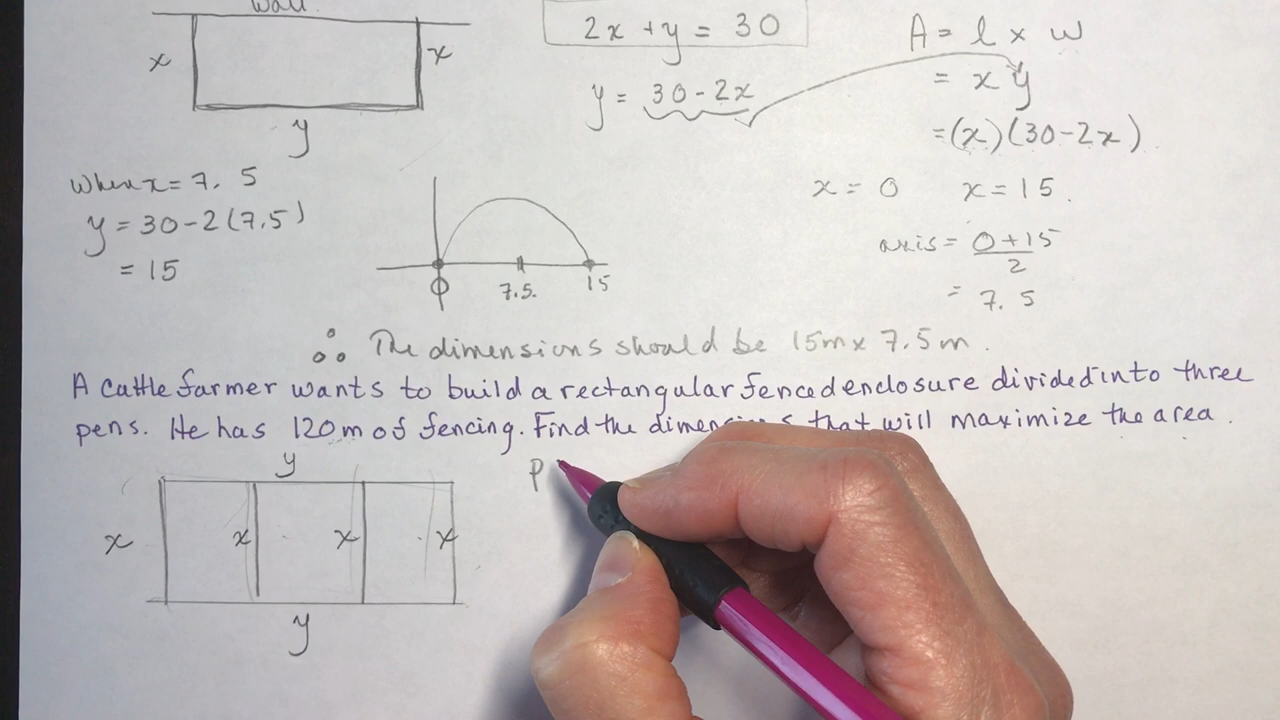 wall
x
x
y
2x + y = 30
y = 30 - 2x
A = l x w
= xy
= (x)(30 - 2x)
x = 0 x = 15.
axis = 0 + 15
2
= 7.5
when x = 7.5
y = 30 - 2(7.5)
= 15
0 7.5. 15
∴ The dimensions should be 15m x 7.5m.
A cattle farmer wants to build a rectangular fenced enclosure divided into three
pens. He has 120m of fencing. Find the that will maximize the area.
y
x x x x
y
P